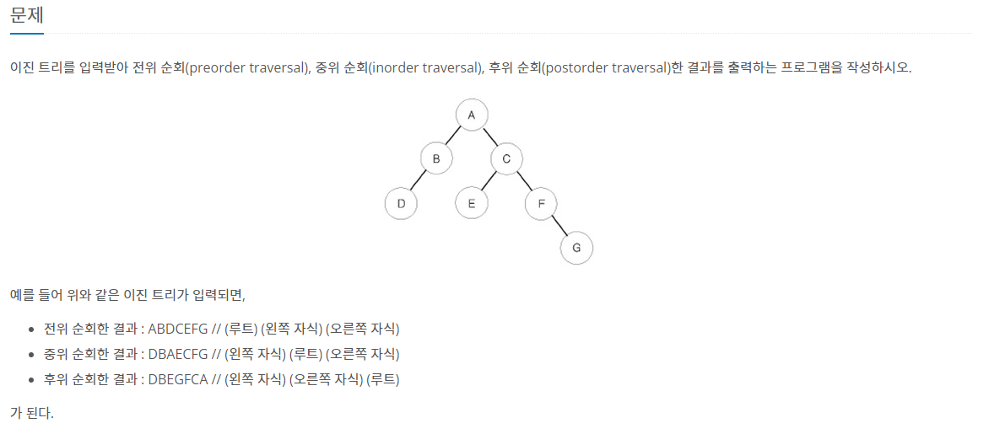 문제
이진 트리를 입력받아 전위 순회(preorder traversal), 중위 순회(inorder traversal), 후위 순회(postorder traversal)한 결과를 출력하는 프로그램을 작성하시오.
A
B C
D E F
G
예를 들어 위와 같은 이진 트리가 입력되면,
전위 순회한 결과 : ABDCEFG // (루트) (왼쪽 자식) (오른쪽 자식)
중위 순회한 결과 : DBAECFG // (왼쪽 자식) (루트) (오른쪽 자식)
후위 순회한 결과 : DBEGFCA // (왼쪽 자식) (오른쪽 자식) (루트)
가 된다.